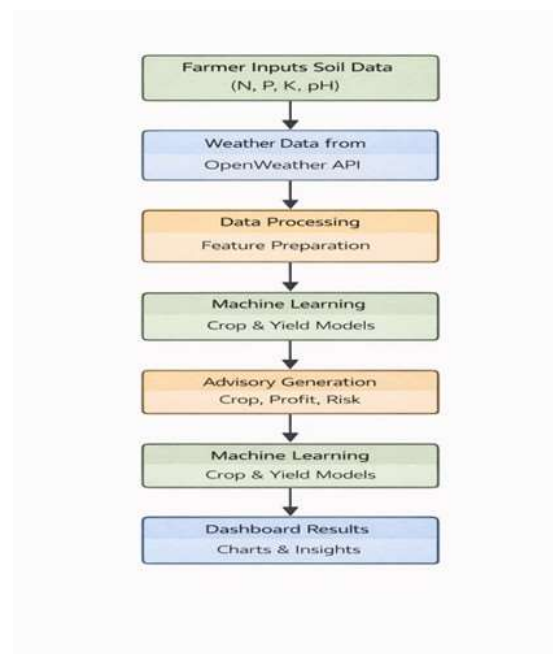 Farmer Inputs Soil Data
(N, P, K, pH)
Weather Data from
OpenWeather API
Data Processing
Feature Preparation
Machine Learning
Crop & Yield Models
Advisory Generation
Crop, Profit, Risk
Machine Learning
Crop & Yield Models
Dashboard Results
Charts & Insights